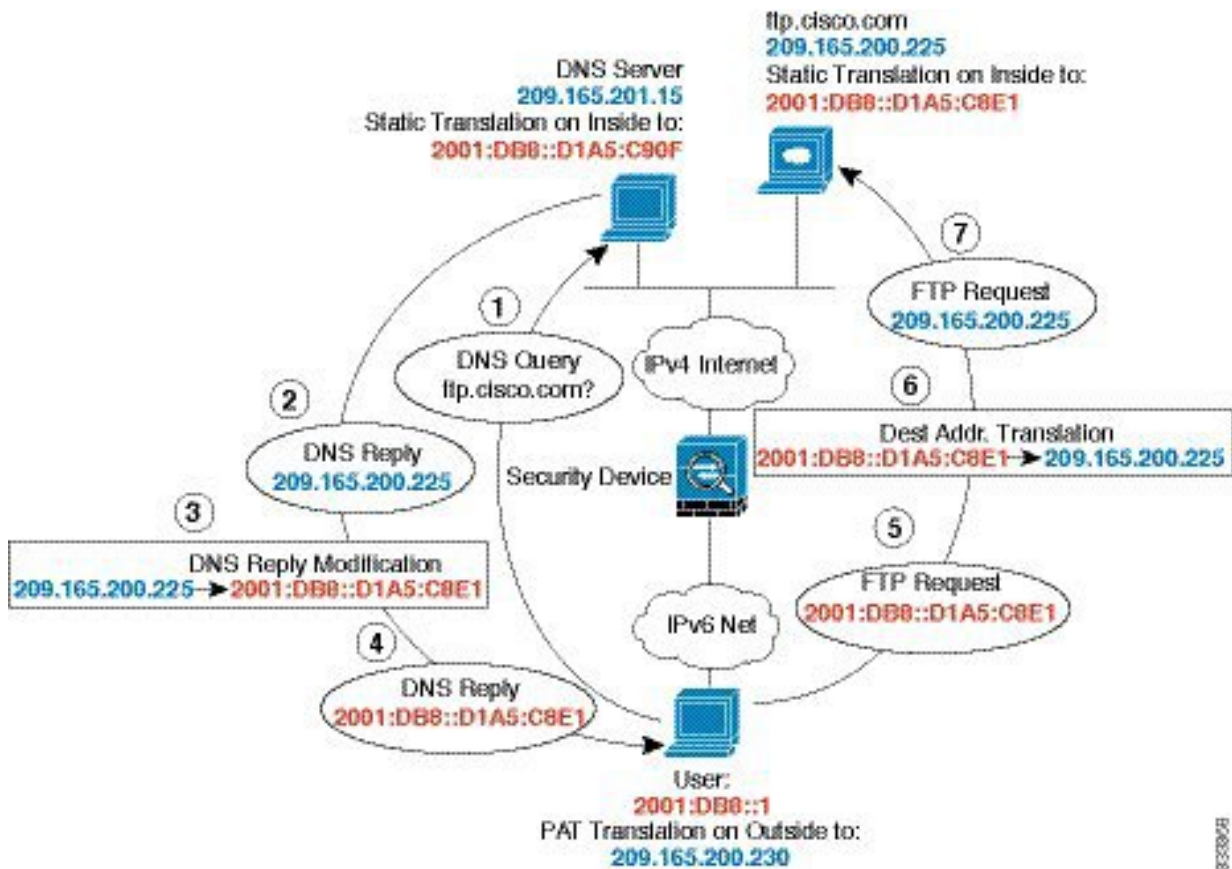 ftp.cisco.com
209.165.200.225
Static Translation on Inside to:
2001:DB8::D1A5:C8E1
DNS Server
209.165.201.15
Static Translation on Inside to:
2001:DB8::D1A5:C90F
7
FTP Request
209.165.200.225
1
DNS Query
ftp.cisco.com?
IPv4 Internet
6
Dest Addr. Translation
2001:DB8::D1A5:C8E1 209.165.200.225
2
DNS Reply
209.165.200.225
Security Device
3
DNS Reply Modification
209.165.200.225 2001:DB8::D1A5:C8E1
5
FTP Request
2001:DB8::D1A5:C8E1
IPv6 Net
4
DNS Reply
2001:DB8::D1A5:C8E1
User:
2001:DB8::1
PAT Translation on Outside to:
209.165.200.230